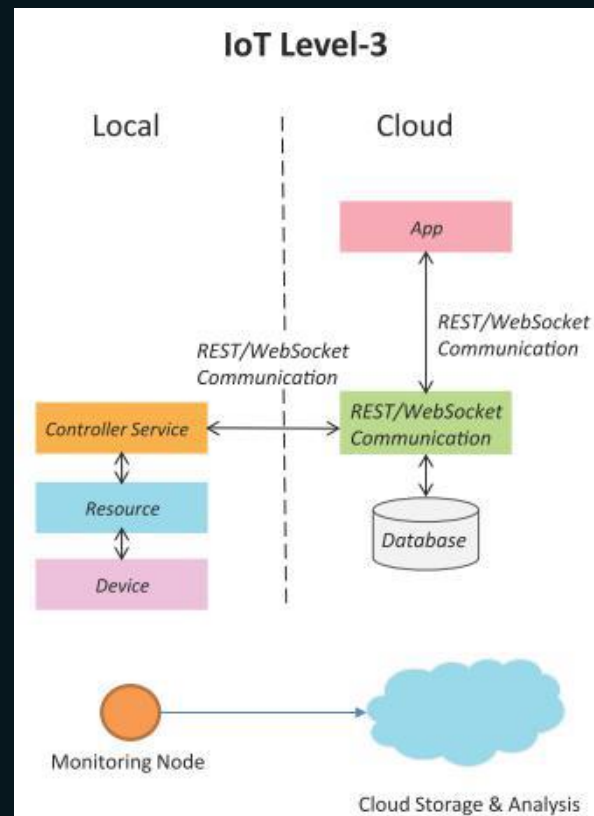 IoT Level-3
Local
Cloud
App
REST/WebSocket
Communication
REST/WebSocket
Communication
Controller Service
REST/WebSocket
Communication
Resource
Database
Device
Monitoring Node
Cloud Storage & Analysis